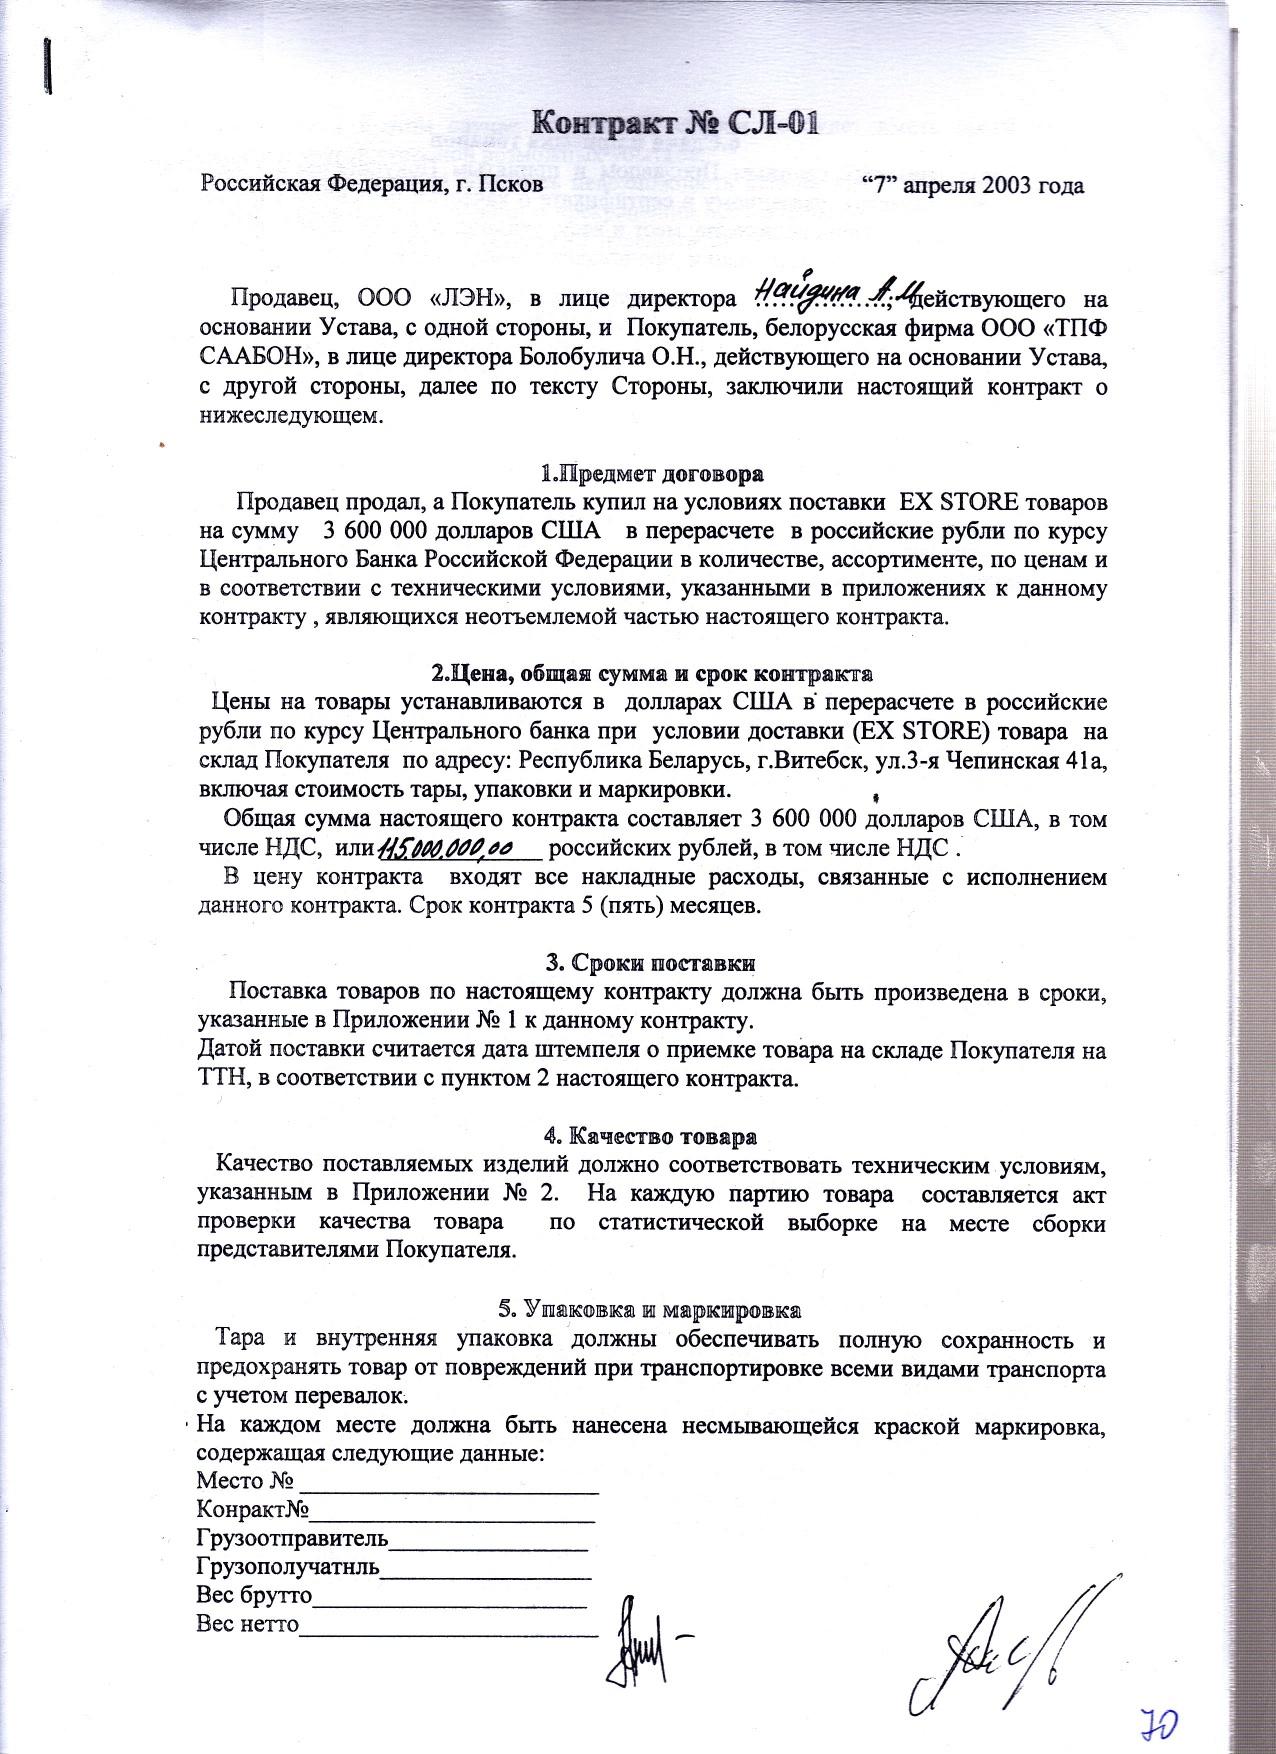 Контракт № СЛ-01
Российская Федерация, г. Псков “7” апреля 2003 года
Продавец, ООО «ЛЭН», в лице директора Найдина А.М., действующего на
основании Устава, с одной стороны, и Покупатель, белорусская фирма ООО «ТПФ
СААБОН», в лице директора Болобулича О.Н., действующего на основании Устава,
с другой стороны, далее по тексту Стороны, заключили настоящий контракт о
нижеследующем.
1.Предмет договора
Продавец продал, а Покупатель купил на условиях поставки EX STORE товаров
на сумму 3 600 000 долларов США в перерасчете в российские рубли по курсу
Центрального Банка Российской Федерации в количестве, ассортименте, по ценам и
в соответствии с техническими условиями, указанными в приложениях к данному
контракту , являющихся неотъемлемой частью настоящего контракта.
2.Цена, общая сумма и срок контракта
Цены на товары устанавливаются в долларах США в перерасчете в российские
рубли по курсу Центрального банка при условии доставки (EX STORE) товара на
склад Покупателя по адресу: Республика Беларусь, г.Витебск, ул.3-я Чепинская 41а,
включая стоимость тары, упаковки и маркировки.
Общая сумма настоящего контракта составляет 3 600 000 долларов США, в том
числе НДС, или 115.000.000,00 российских рублей, в том числе НДС .
В цену контракта входят все накладные расходы, связанные с исполнением
данного контракта. Срок контракта 5 (пять) месяцев.
3. Сроки поставки
Поставка товаров по настоящему контракту должна быть произведена в сроки,
указанные в Приложении № 1 к данному контракту.
Датой поставки считается дата штемпеля о приемке товара на складе Покупателя на
ТТН, в соответствии с пунктом 2 настоящего контракта.
4. Качество товара
Качество поставляемых изделий должно соответствовать техническим условиям,
указанным в Приложении № 2. На каждую партию товара составляется акт
проверки качества товара по статистической выборке на месте сборки
представителями Покупателя.
5. Упаковка и маркировка
Тара и внутренняя упаковка должны обеспечивать полную сохранность и
предохранять товар от повреждений при транспортировке всеми видами транспорта
с учетом перевалок.
На каждом месте должна быть нанесена несмывающейся краской маркировка,
содержащая следующие данные:
Место №
Конракт№
Грузоотправитель
Грузополучатнль
Вес брутто
Вес нетто
70